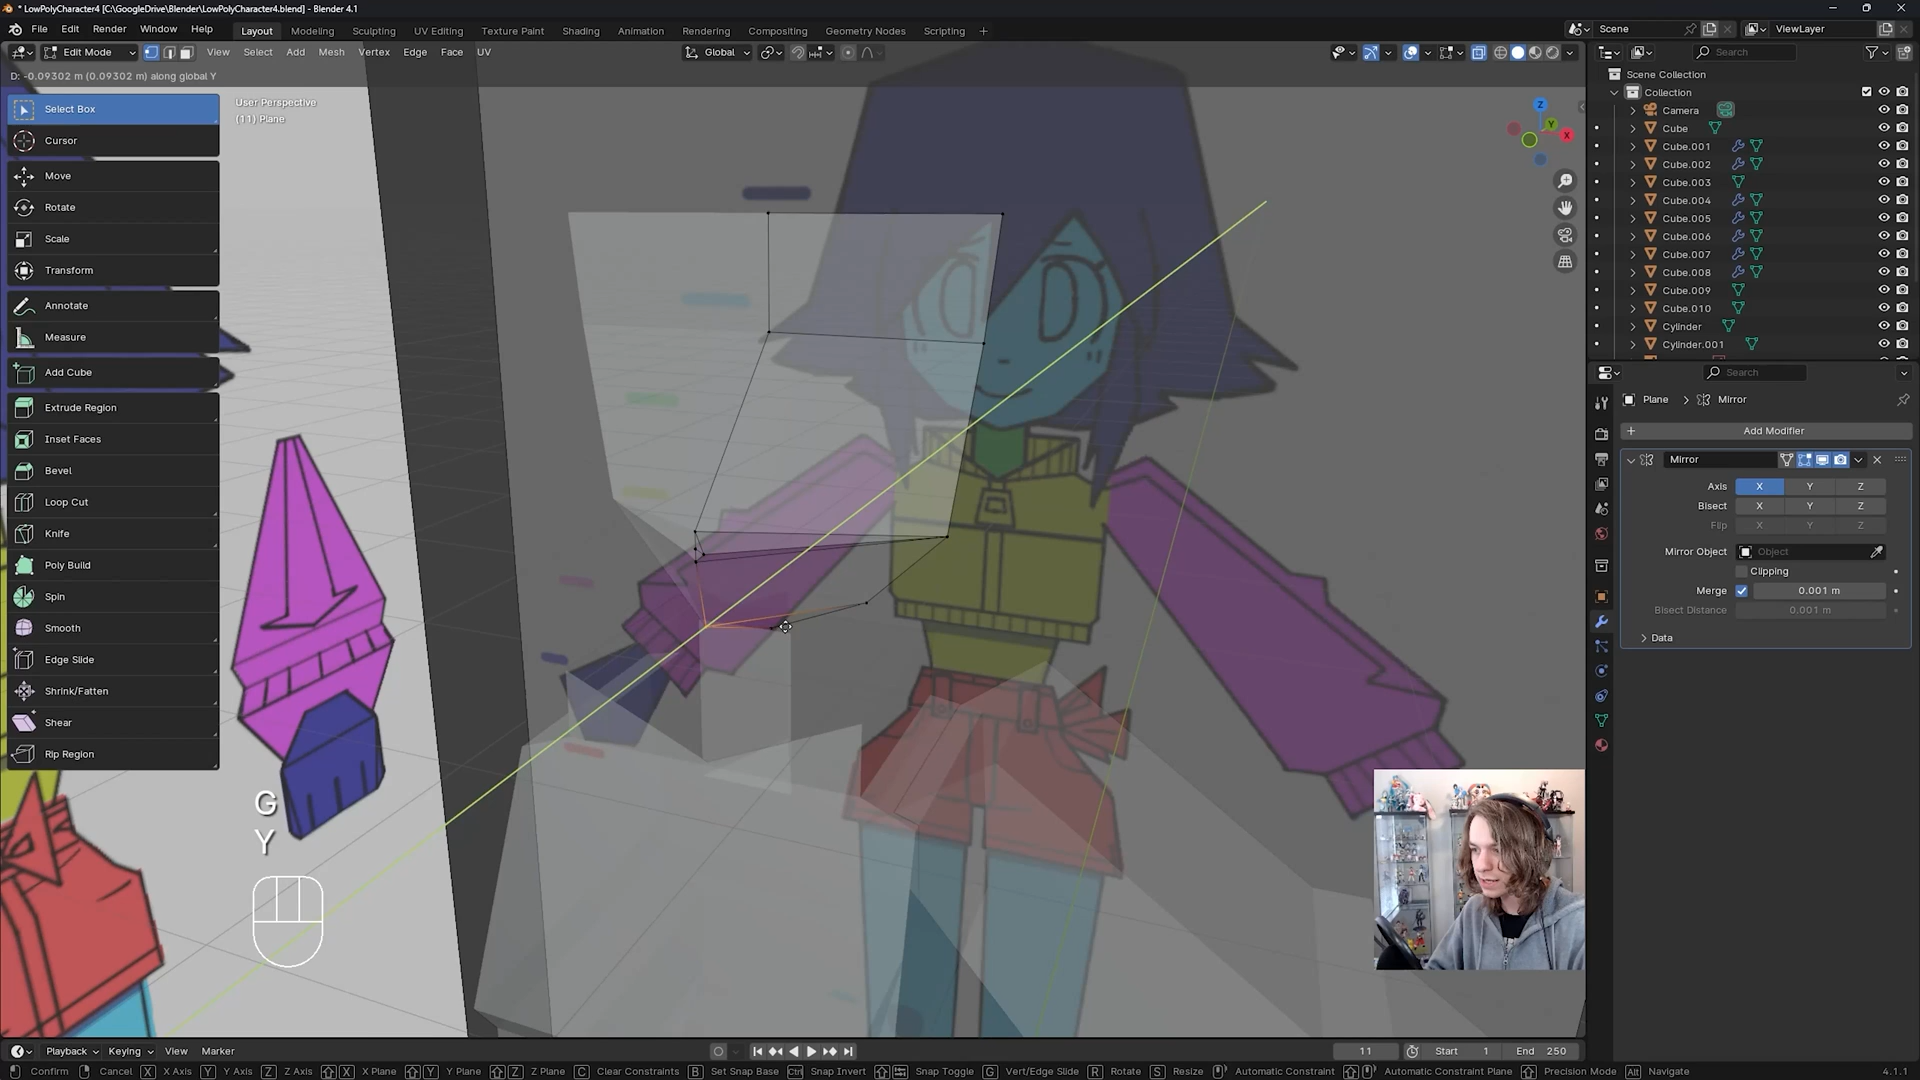 * LowPolyCharacter4 [C:\GoogleDrive\Blender\LowPolyCharacter4.blend] - Blender 4.1
File Edit Render Window Help
Layout Modeling Sculpting UV Editing Texture Paint Shading Animation Rendering Compositing Geometry Nodes Scripting
Scene
ViewLayer
Edit Mode View Select Add Mesh Vertex Edge Face UV
Global
Search
D: -0.09302 m (0.09302 m) along global Y
Select Box
Cursor
Move
Rotate
Scale
Transform
Annotate
Measure
Add Cube
Extrude Region
Inset Faces
Bevel
Loop Cut
Knife
Poly Build
Spin
Smooth
Edge Slide
Shrink/Fatten
Shear
Rip Region
User Perspective
(11) Plane
Z
Y
X
G
Y
Scene Collection
Collection
Camera
Cube
Cube.001
Cube.002
Cube.003
Cube.004
Cube.005
Cube.006
Cube.007
Cube.008
Cube.009
Cube.010
Cylinder
Cylinder.001
Search
Plane Mirror
Add Modifier
Mirror
Axis X Y Z
Bisect X Y Z
Flip X Y Z
Mirror Object Object
Clipping
Merge 0.001 m
Bisect Distance 0.001 m
Data
Playback Keying View Marker
11 Start 1 End 250
Confirm Cancel X X Axis Y Y Axis Z Z Axis X X Plane Y Y Plane Z Z Plane C Clear Constraints B Set Snap Base Ctrl Snap Invert Snap Toggle G Vert/Edge Slide R Rotate S Resize Automatic Constraint Automatic Constraint Plane Precision Mode Alt Navigate
4.1.1